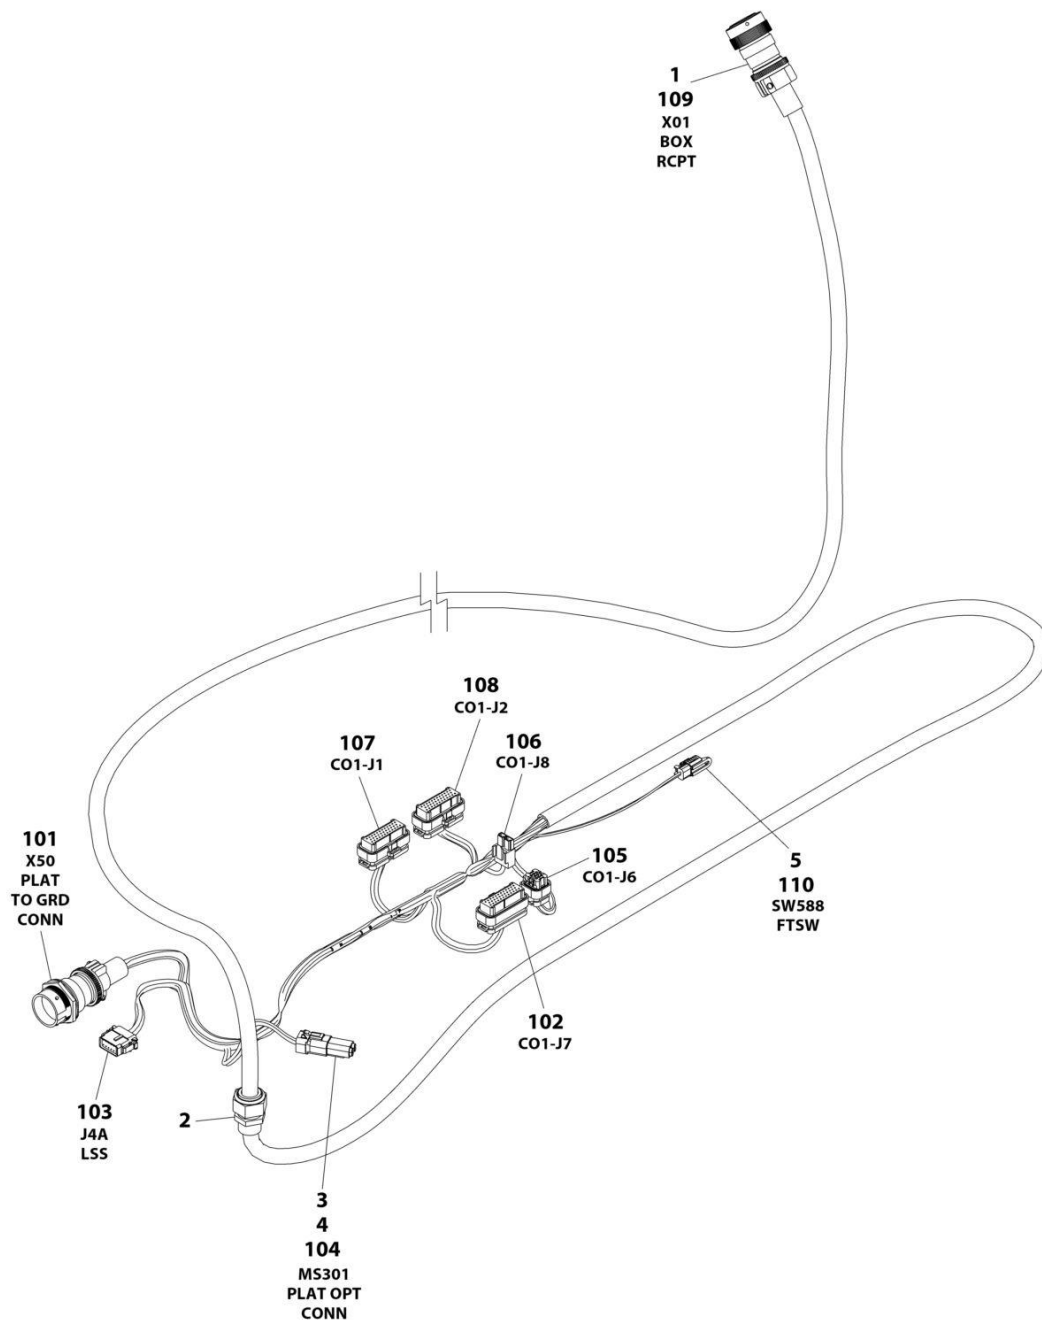 1
109
X01
BOX
RCPT
108
CO1-J2
107
CO1-J1
106
CO1-J8
101
X50
PLAT
TO GRD
CONN
105
CO1-J6
5
110
SW588
FTSW
102
CO1-J7
103
J4A
LSS
2
3
4
104
MS301
PLAT OPT
CONN